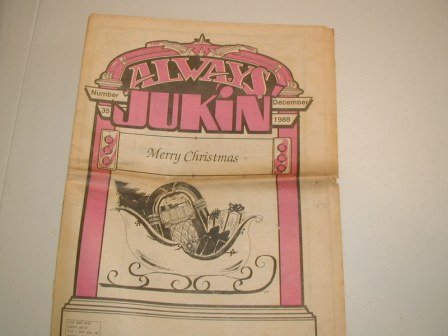 ALWAYS
JUKIN'
Number
35
December
1988
Merry Christmas